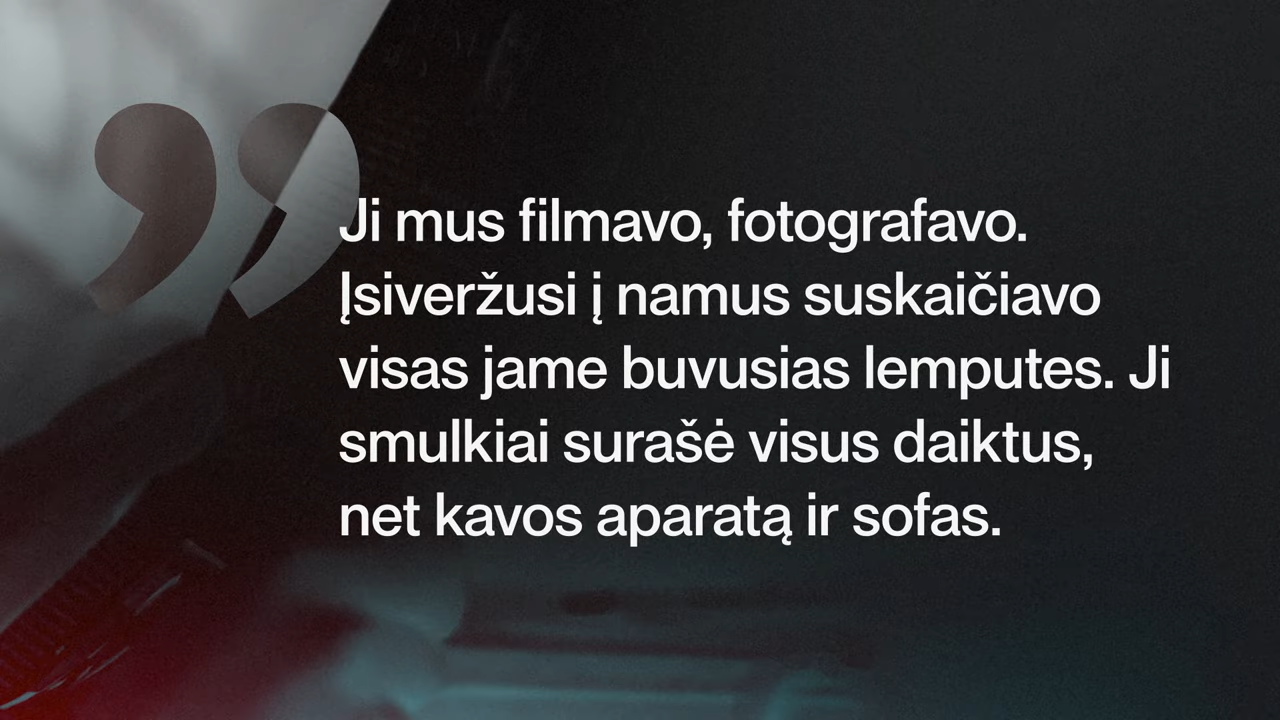 Ji mus filmavo, fotografavo.
Įsiveržusi į namus suskaičiavo
visas jame buvusias lemputes. Ji
smulkiai surašė visus daiktus,
net kavos aparatą ir sofas.